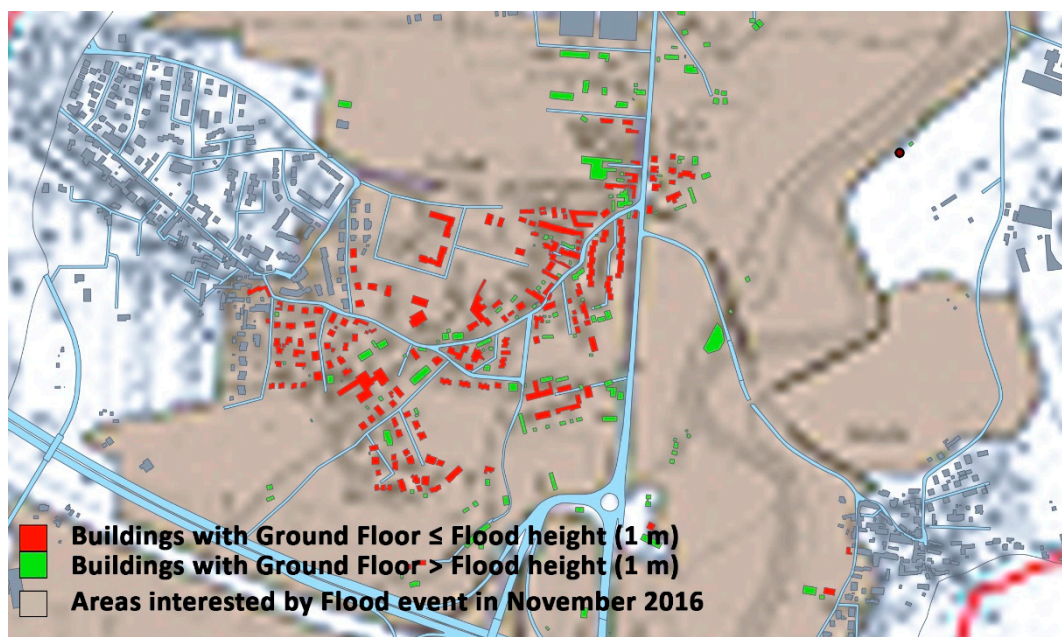 Buildings with Ground Floor ≤ Flood height (1 m)
Buildings with Ground Floor > Flood height (1 m)
Areas interested by Flood event in November 2016